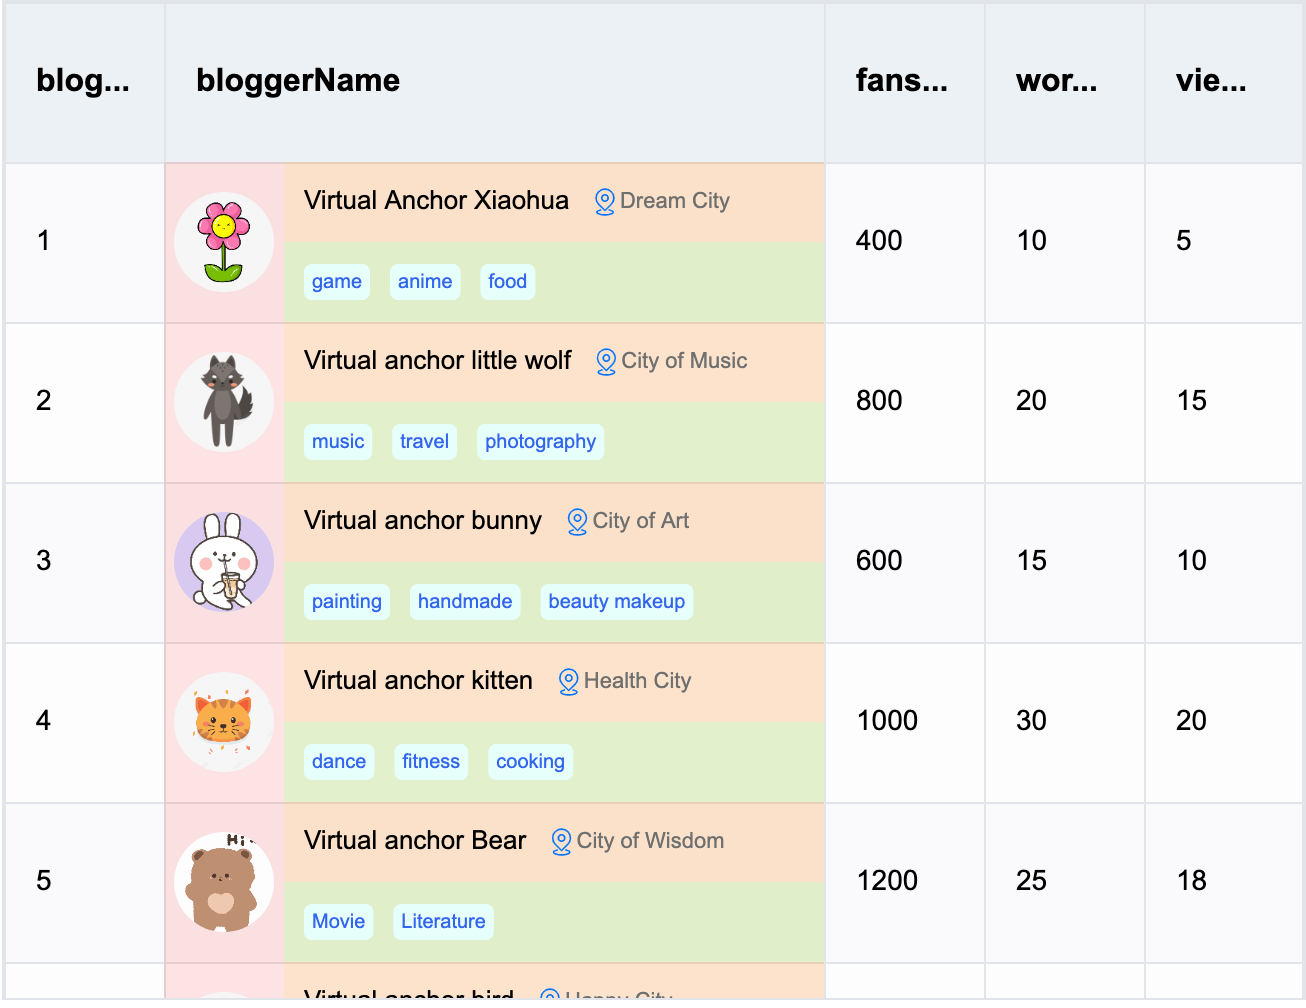 blog... bloggerName fans... wor... vie...
1 Virtual Anchor Xiaohua Dream City 400 10 5
game anime food
2 Virtual anchor little wolf City of Music 800 20 15
music travel photography
3 Virtual anchor bunny City of Art 600 15 10
painting handmade beauty makeup
4 Virtual anchor kitten Health City 1000 30 20
dance fitness cooking
Hi
5 Virtual anchor Bear City of Wisdom 1200 25 18
Movie Literature
Virtual anchor bird Happy City